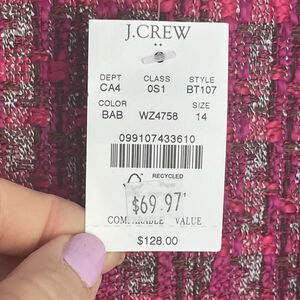 J.CREW
DEPT CLASS STYLE
CA4 0S1 BT107
COLOR SIZE
BAB WZ4758 14
099107433610
RECYCLED
$69.97
COMPARABLE VALUE
$128.00